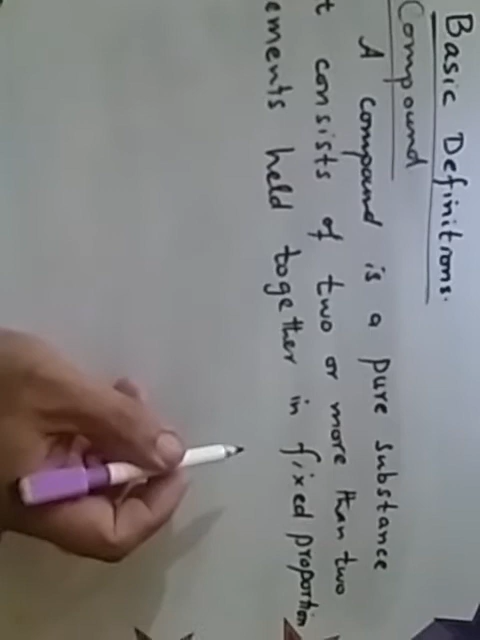 Basic Definitions.
Compound
A compound is a pure substance
t consists of two or more than two
ements held together in fixed proportion